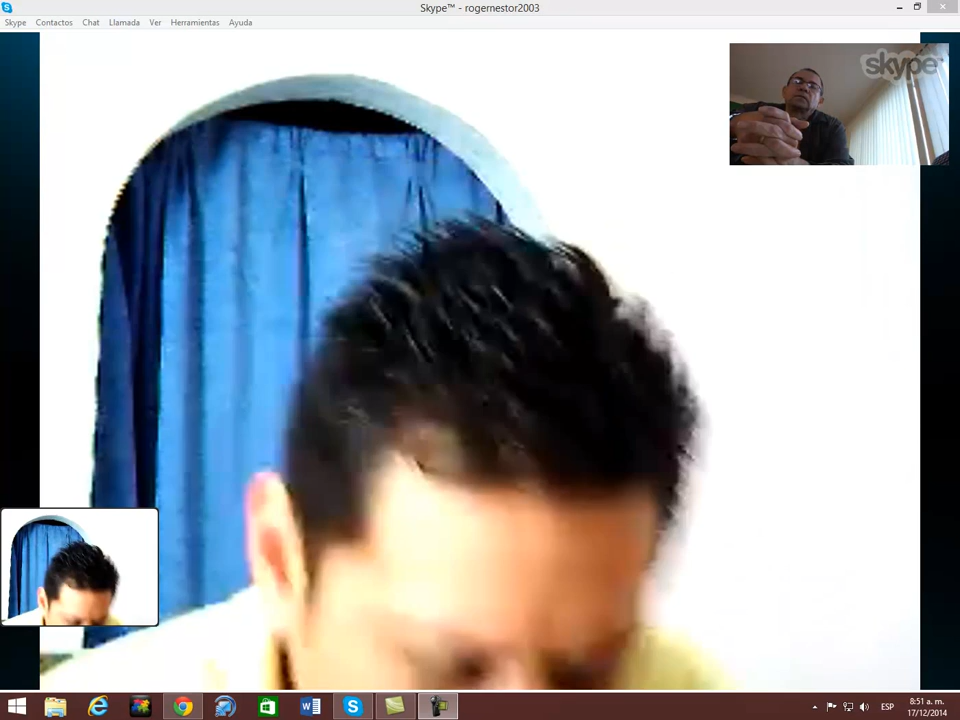 Skype™ - rogernestor2003
Skype Contactos Chat Llamada Ver Herramientas Ayuda
skype
8:51 a. m.
ESP
17/12/2014